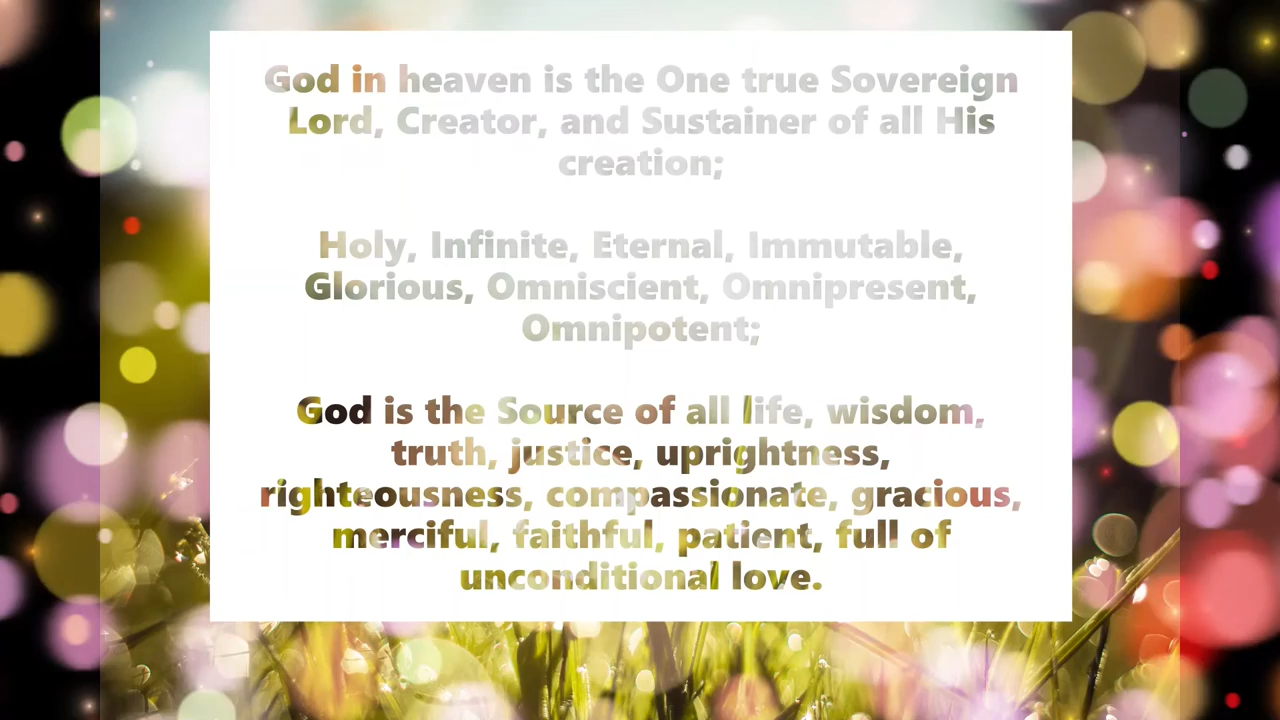 God in heaven is the One true Sovereign
Lord, Creator, and Sustainer of all His
creation;
Holy, Infinite, Eternal, Immutable,
Glorious, Omniscient, Omnipresent,
Omnipotent;
God is the Source of all life, wisdom,
truth, justice, uprightness,
righteousness, compassionate, gracious,
merciful, faithful, patient, full of
unconditional love.